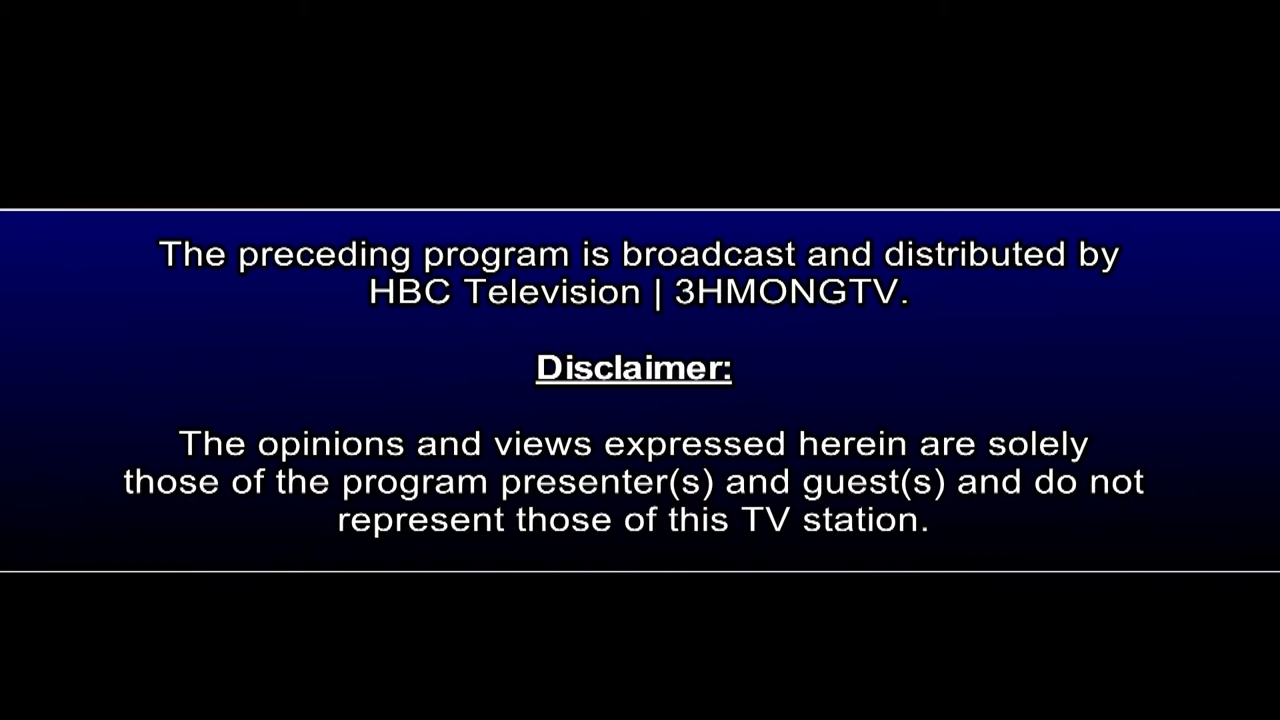 The preceding program is broadcast and distributed by
HBC Television | 3HMONGTV.
Disclaimer:
The opinions and views expressed herein are solely
those of the program presenter(s) and guest(s) and do not
represent those of this TV station.